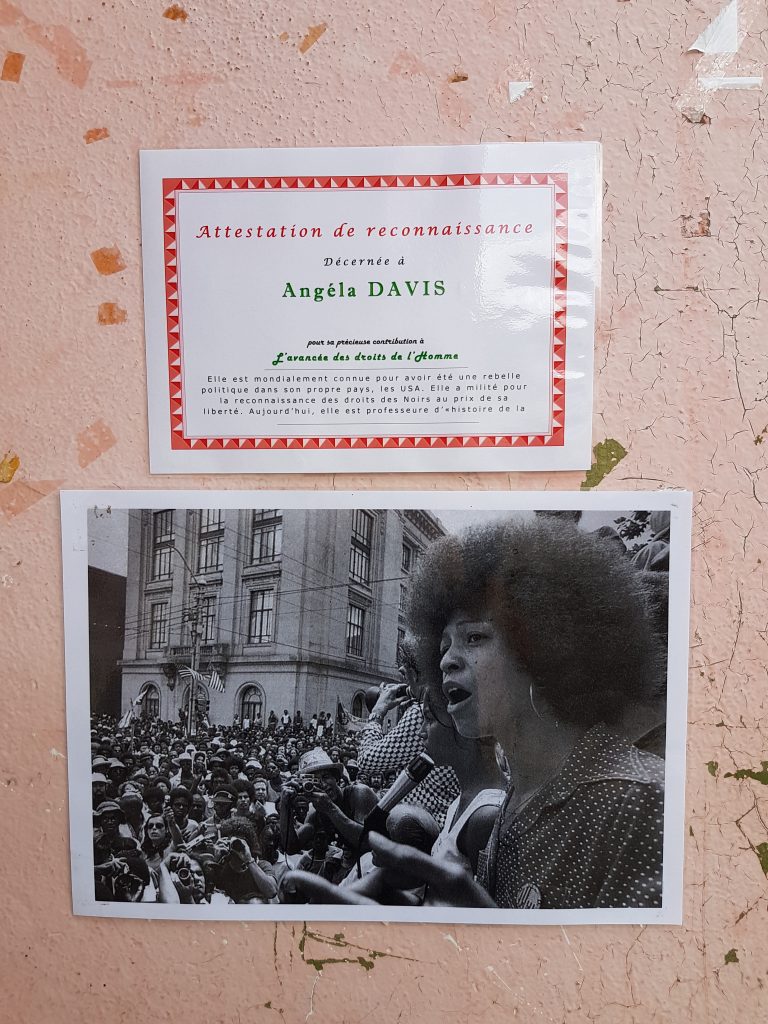 Attestation de reconnaissance
Décernée à
Angéla DAVIS
pour sa précieuse contribution à
L'avancée des droits de l'Homme
Elle est mondialement connue pour avoir été une rebelle
politique dans son propre pays, les USA. Elle a milité pour
la reconnaissance des droits des Noirs au prix de sa
liberté. Aujourd'hui, elle est professeure d'«histoire de la